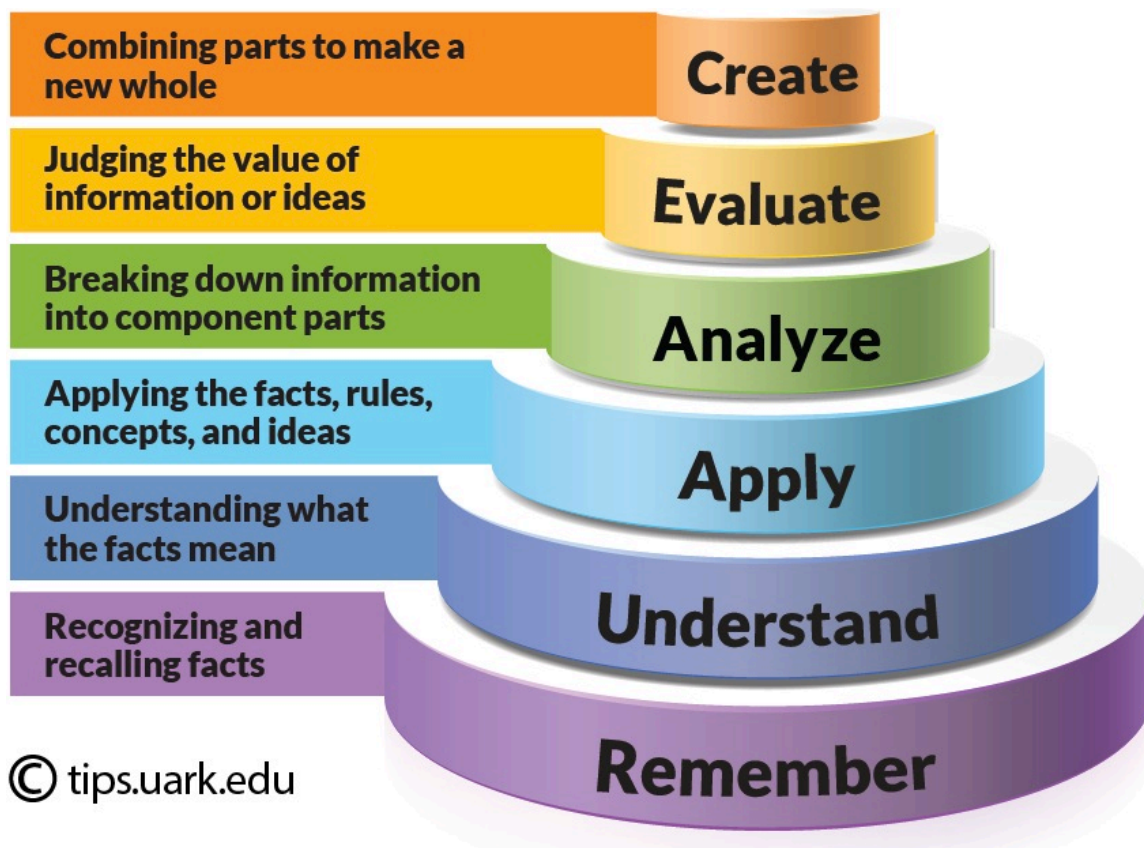 Combining parts to make a
new whole
Create
Judging the value of
information or ideas
Evaluate
Breaking down information
into component parts
Analyze
Applying the facts, rules,
concepts, and ideas
Apply
Understanding what
the facts mean
Understand
Recognizing and
recalling facts
Remember
© tips.uark.edu